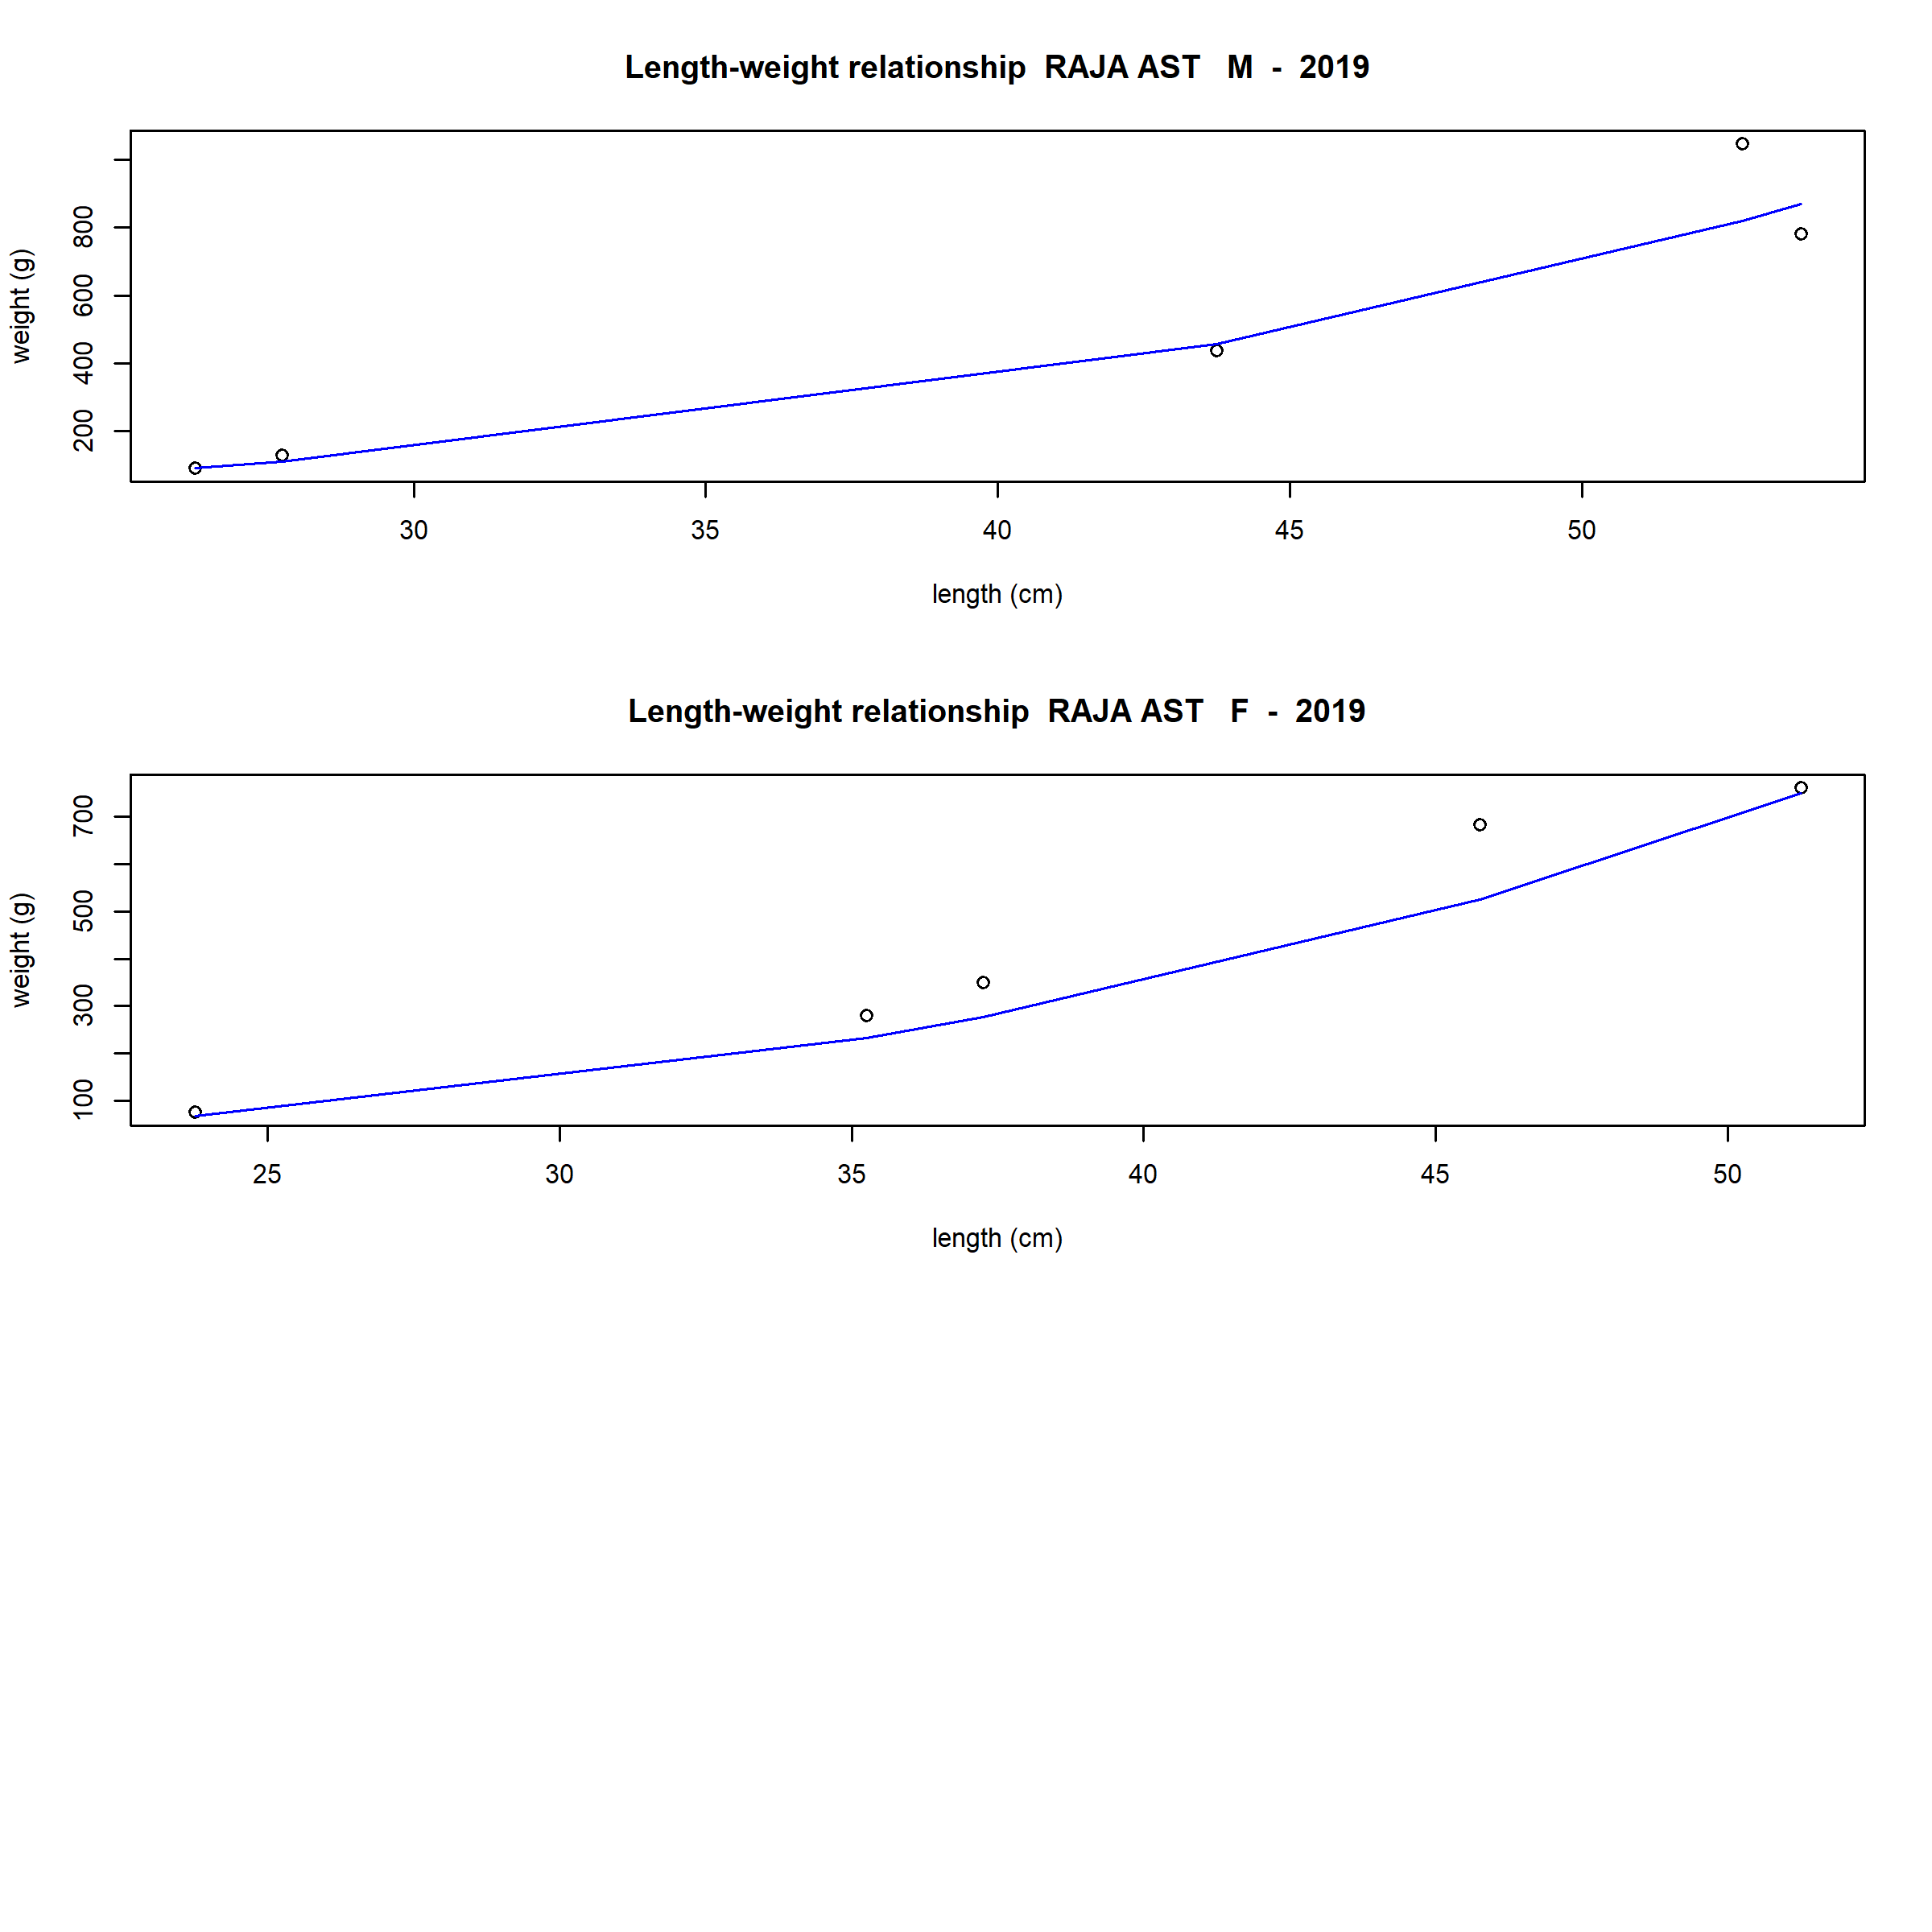 Length-weight relationship RAJA AST M - 2019
800
600
400
200
weight (g)
30 35 40 45 50
length (cm)
Length-weight relationship RAJA AST F - 2019
700
500
300
100
weight (g)
25 30 35 40 45 50
length (cm)